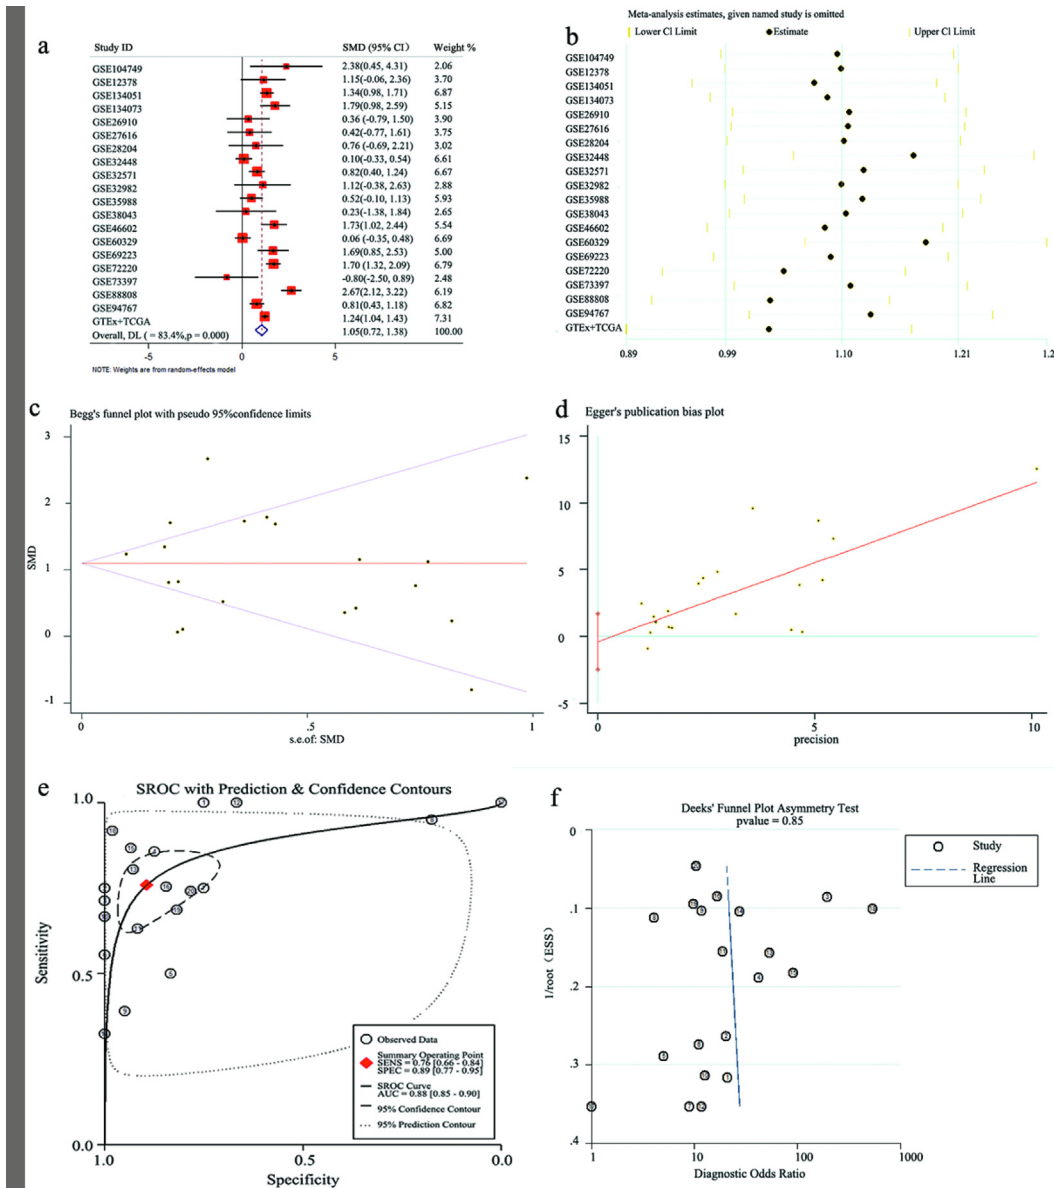 a
Study ID SMD (95% CI) Weight %
GSE104749 2.38(0.45, 4.31) 2.06
GSE12378 1.15(-0.06, 2.36) 3.70
GSE134051 1.34(0.98, 1.71) 6.87
GSE134073 1.79(0.98, 2.59) 5.15
GSE26910 0.36 (-0.79, 1.50) 3.90
GSE27616 0.42(-0.77, 1.61) 3.75
GSE28204 0.76 (-0.69, 2.21) 3.02
GSE32448 0.10(-0.33, 0.54) 6.61
GSE32571 0.82(0.40, 1.24) 6.67
GSE32982 1.12(-0.38, 2.63) 2.88
GSE35988 0.52(-0.10, 1.13) 5.93
GSE38043 0.23(-1.38, 1.84) 2.65
GSE46602 1.73(1.02, 2.44) 5.54
GSE60329 0.06 (-0.35, 0.48) 6.69
GSE69223 1.69(0.85, 2.53) 5.00
GSE72220 1.70 (1.32, 2.09) 6.79
GSE73397 -0.80(-2.50, 0.89) 2.48
GSE88808 2.67(2.12, 3.22) 6.19
GSE94767 0.81(0.43, 1.18) 6.82
GTEx+TCGA 1.24(1.04, 1.43) 7.31
Overall, DL ( = 83.4%,p = 0.000) 1.05(0.72, 1.38) 100.00
-5 0 5
NOTE: Weights are from random-effects model
b
Meta-analysis estimates, given named study is omitted
Lower CI Limit Estimate Upper CI Limit
GSE104749
GSE12378
GSE134051
GSE134073
GSE26910
GSE27616
GSE28204
GSE32448
GSE32571
GSE32982
GSE35988
GSE38043
GSE46602
GSE60329
GSE69223
GSE72220
GSE73397
GSE88808
GSE94767
GTEx+TCGA
0.89 0.99 1.10 1.21 1.2
c
Begg's funnel plot with pseudo 95%confidence limits
SMD
3
2
1
0
-1
0 .5 1
s.e.of: SMD
d
Egger's publication bias plot
15
10
5
0
-5
0 5 10
precision
e
SROC with Prediction & Confidence Contours
Sensitivity
1.0
0.5
0.0
1.0 0.5 0.0
Specificity
Observed Data
Summary Operating Point
SENS = 0.76 [0.66 - 0.84]
SPEC = 0.89 [0.77 - 0.95]
SROC Curve
AUC = 0.88 [0.85 - 0.90]
95% Confidence Contour
95% Prediction Contour
f
Deeks' Funnel Plot Asymmetry Test
pvalue = 0.85
1/root (ESS)
0
.1
.2
.3
.4
1 10 100 1000
Diagnostic Odds Ratio
Study
Regression
Line